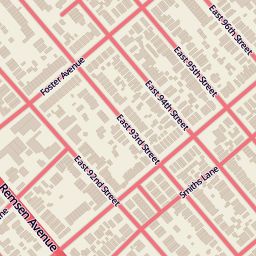 East 96th Street
East 95th Street
Foster Avenue
East 94th Street
East 93rd Street
East 92nd Street
Smiths Lane
Remsen Avenue
ne